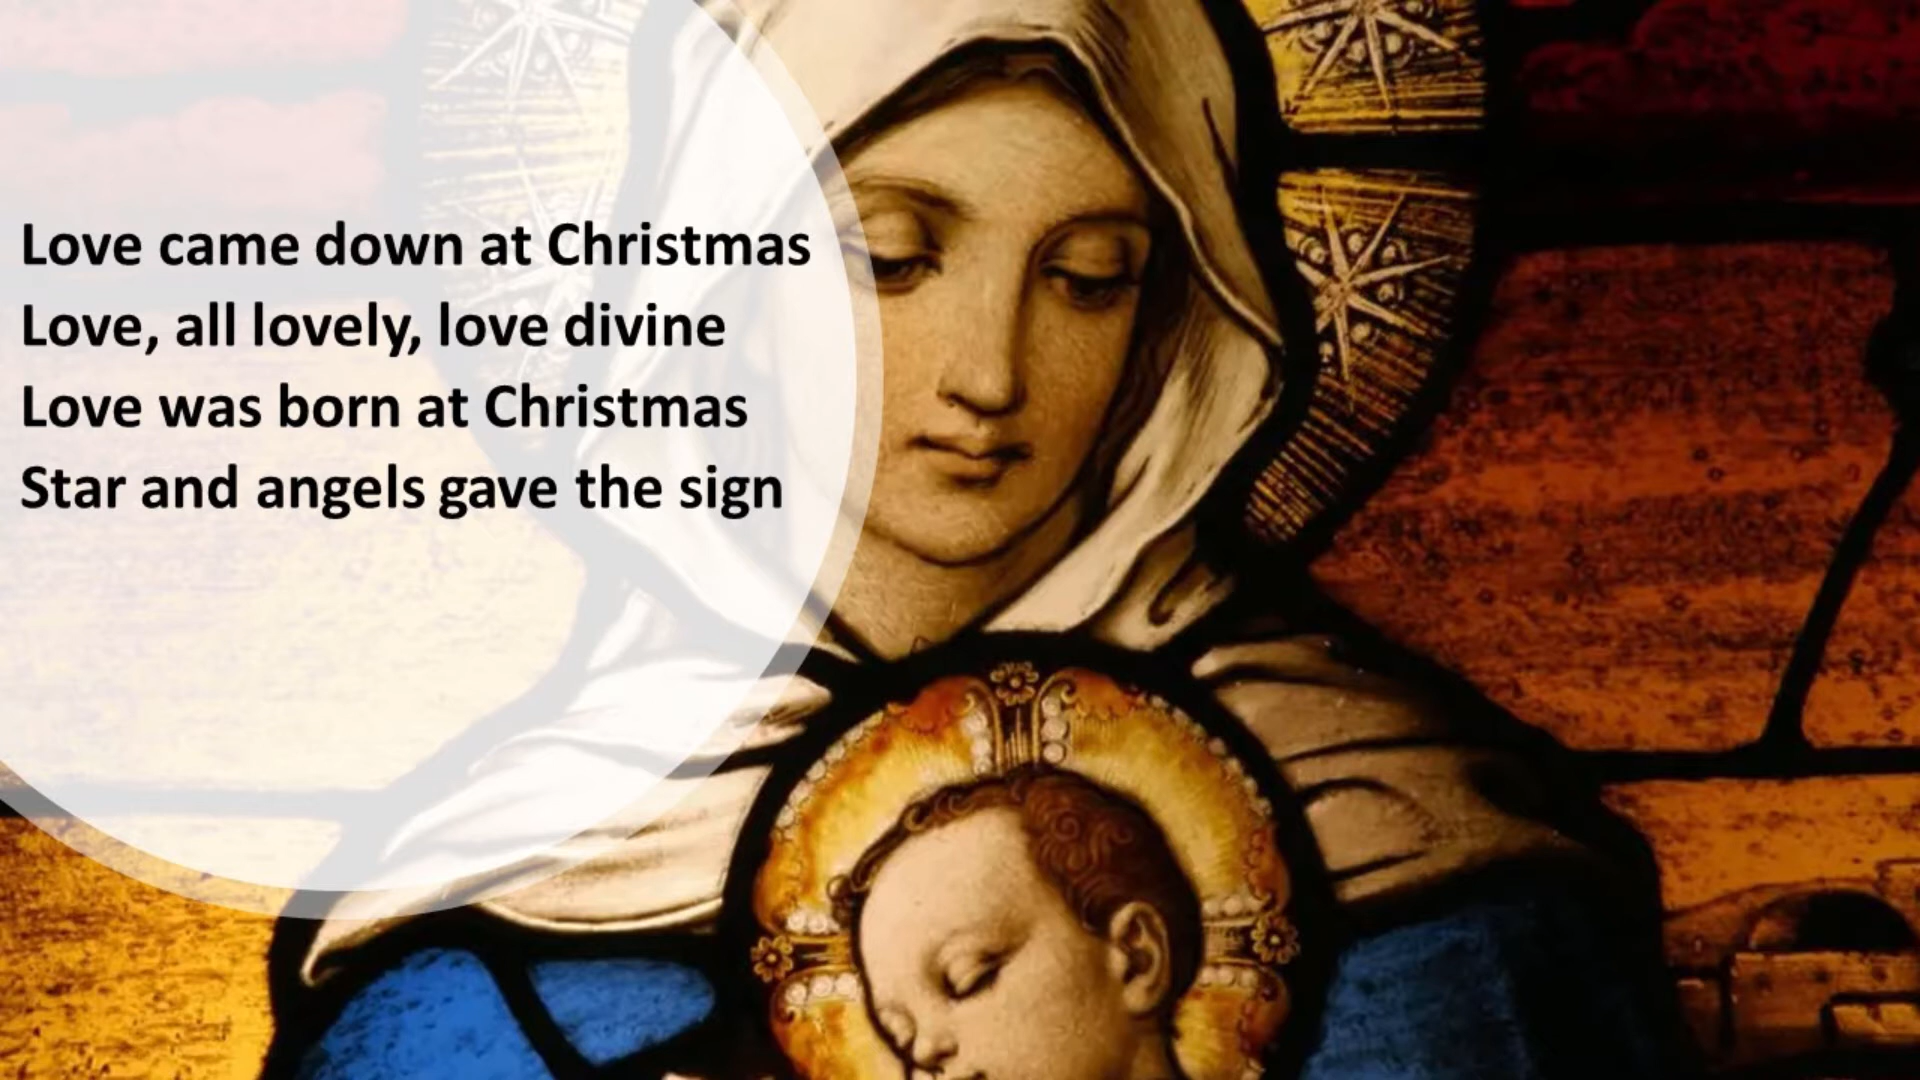 Love came down at Christmas
Love, all lovely, love divine
Love was born at Christmas
Star and angels gave the sign